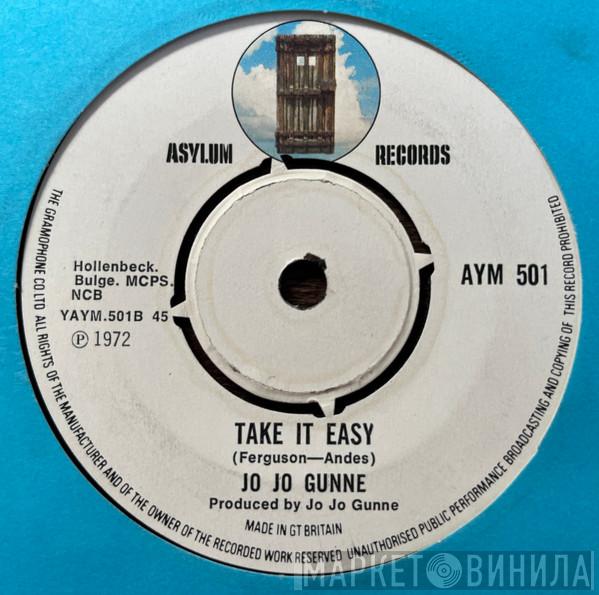 ASYLUM RECORDS
Hollenbeck.
Bulge. MCPS.
NCB
YAYM.501B 45
Ⓟ 1972
AYM 501
TAKE IT EASY
(Ferguson—Andes)
JO JO GUNNE
Produced by Jo Jo Gunne
MADE IN GT BRITAIN
THE GRAMOPHONE CO LTD ALL RIGHTS OF THE MANUFACTURER AND OF THE OWNER OF THE RECORDED WORK RESERVED UNAUTHORISED PUBLIC PERFORMANCE BROADCASTING AND COPYING OF THIS RECORD PROHIBITED
МАРКЕТ ВИНИЛА